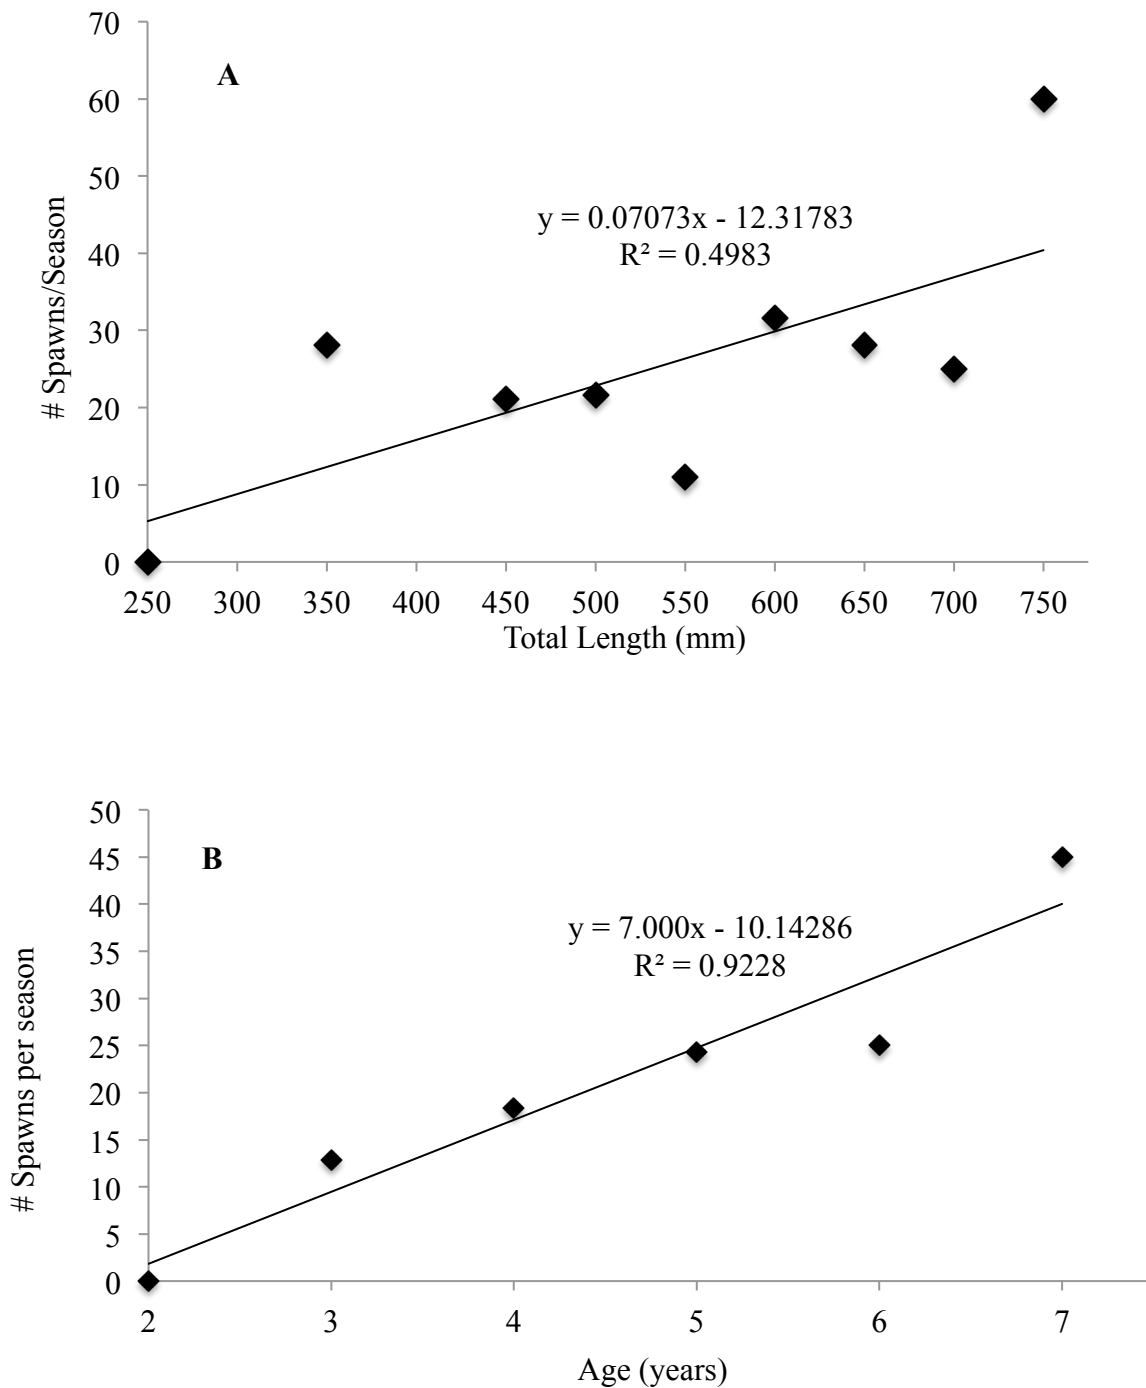 70
A
60
50
y = 0.07073x - 12.31783
R² = 0.4983
40
30
20
10
0
# Spawns/Season
250 300 350 400 450 500 550 600 650 700 750
Total Length (mm)
50
B
45
40
y = 7.000x - 10.14286
R² = 0.9228
35
30
25
20
15
10
5
0
# Spawns per season
2 3 4 5 6 7
Age (years)